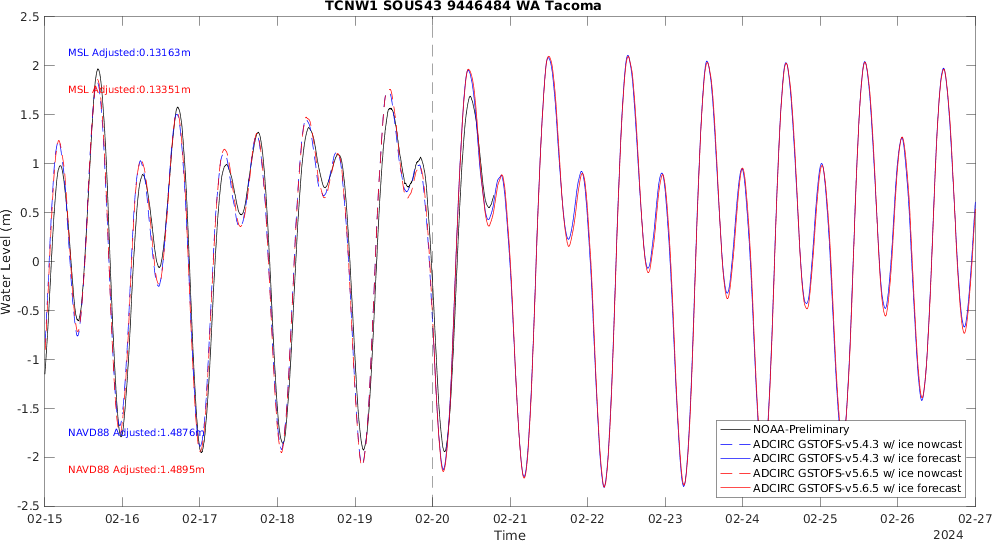 TCNW1 SOUS43 9446484 WA Tacoma
2.5
2
1.5
1
0.5
0
-0.5
-1
-1.5
-2
-2.5
Water Level (m)
MSL Adjusted:0.13163m
MSL Adjusted:0.13351m
NAVD88 Adjusted:1.4876m
NAVD88 Adjusted:1.4895m
NOAA-Preliminary
ADCIRC GSTOFS-v5.4.3 w/ ice nowcast
ADCIRC GSTOFS-v5.4.3 w/ ice forecast
ADCIRC GSTOFS-v5.6.5 w/ ice nowcast
ADCIRC GSTOFS-v5.6.5 w/ ice forecast
02-15 02-16 02-17 02-18 02-19 02-20 02-21 02-22 02-23 02-24 02-25 02-26 02-27
Time
2024